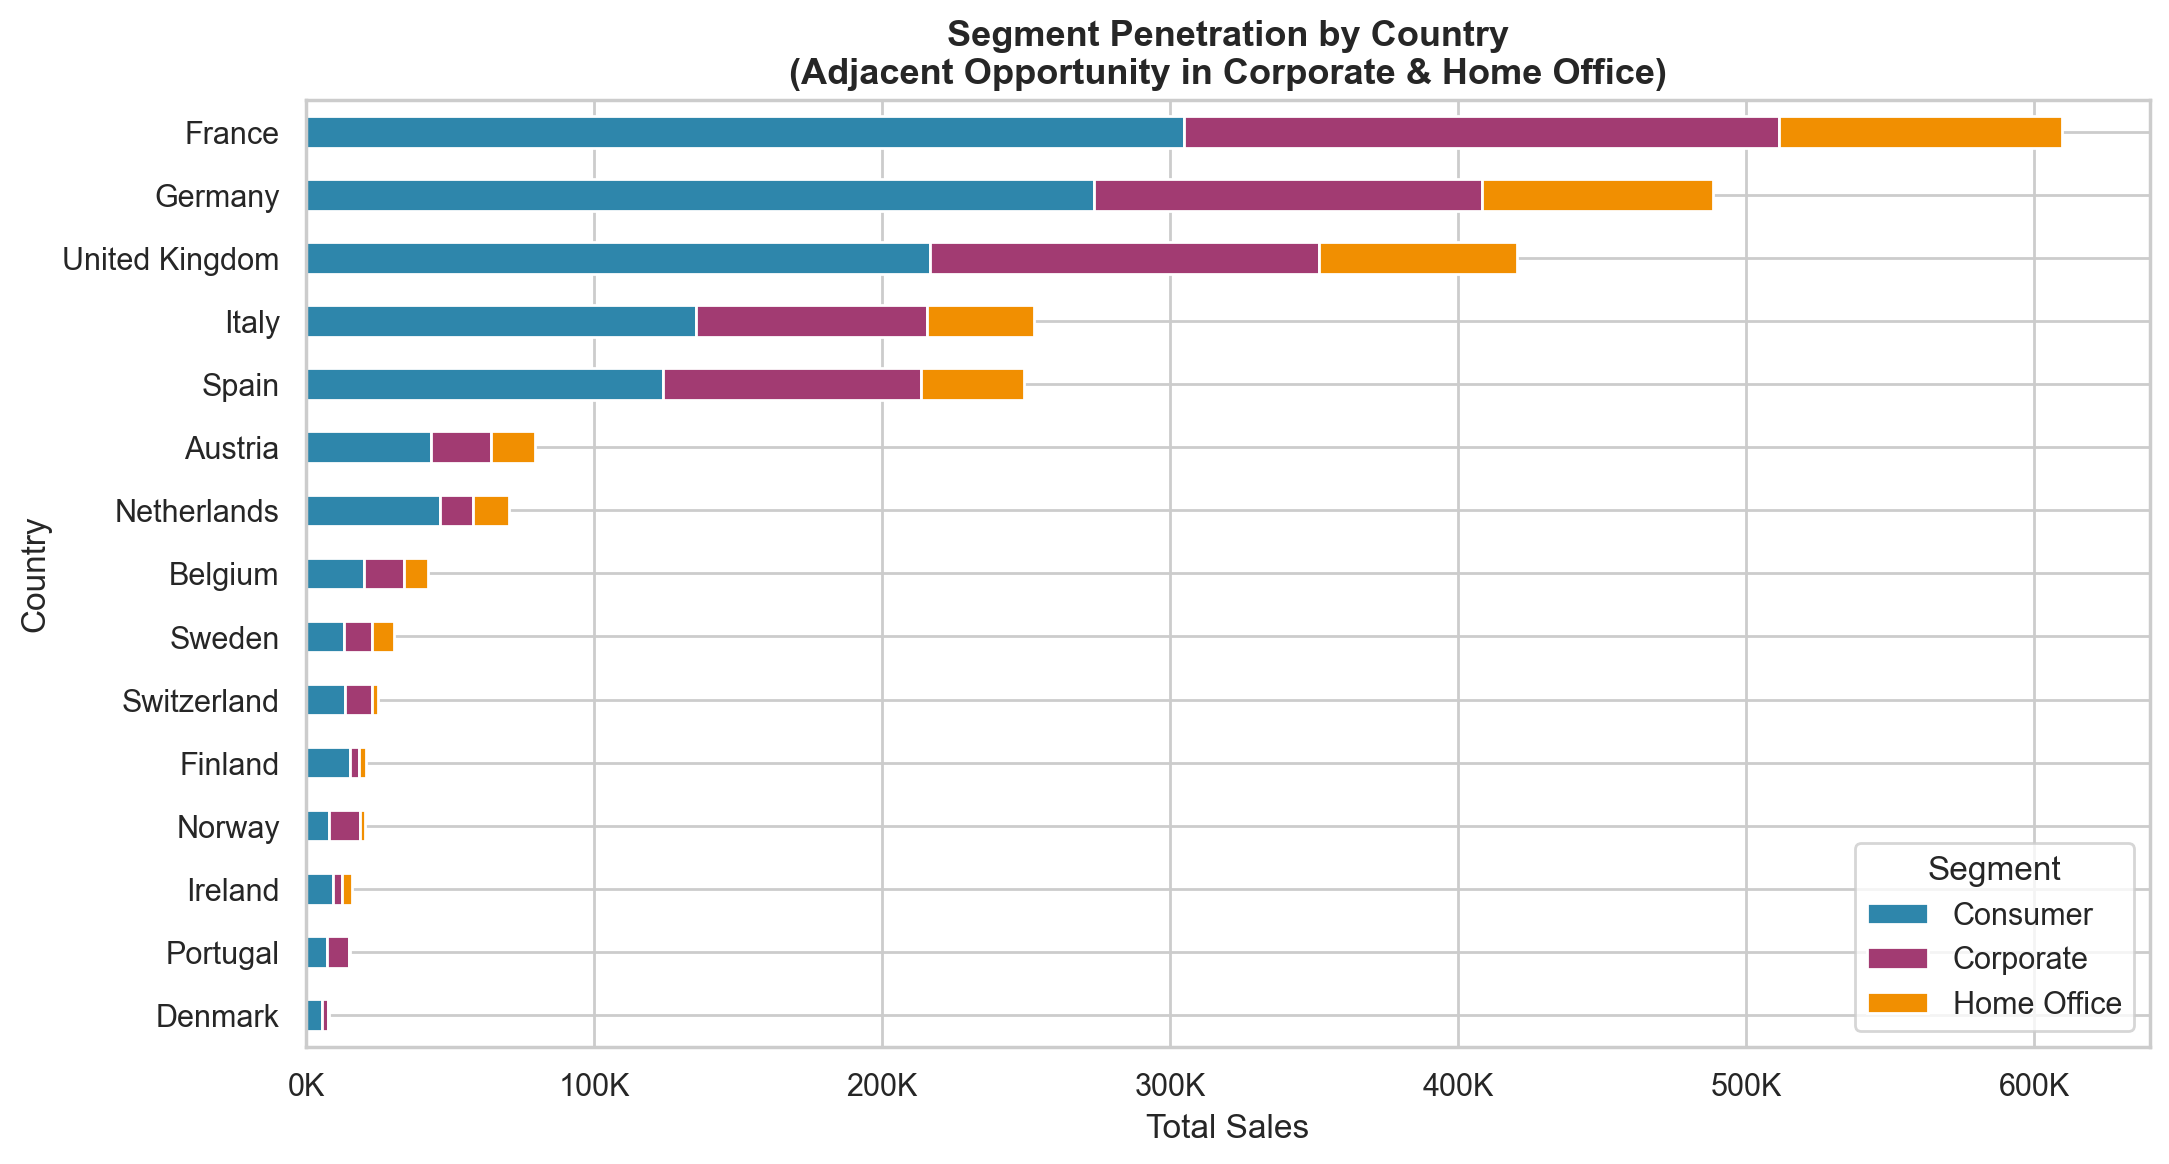 Segment Penetration by Country
(Adjacent Opportunity in Corporate & Home Office)
France
Germany
United Kingdom
Italy
Spain
Austria
Netherlands
Belgium
Sweden
Switzerland
Finland
Norway
Ireland
Portugal
Denmark
Country
0K 100K 200K 300K 400K 500K 600K
Total Sales
Segment
Consumer
Corporate
Home Office